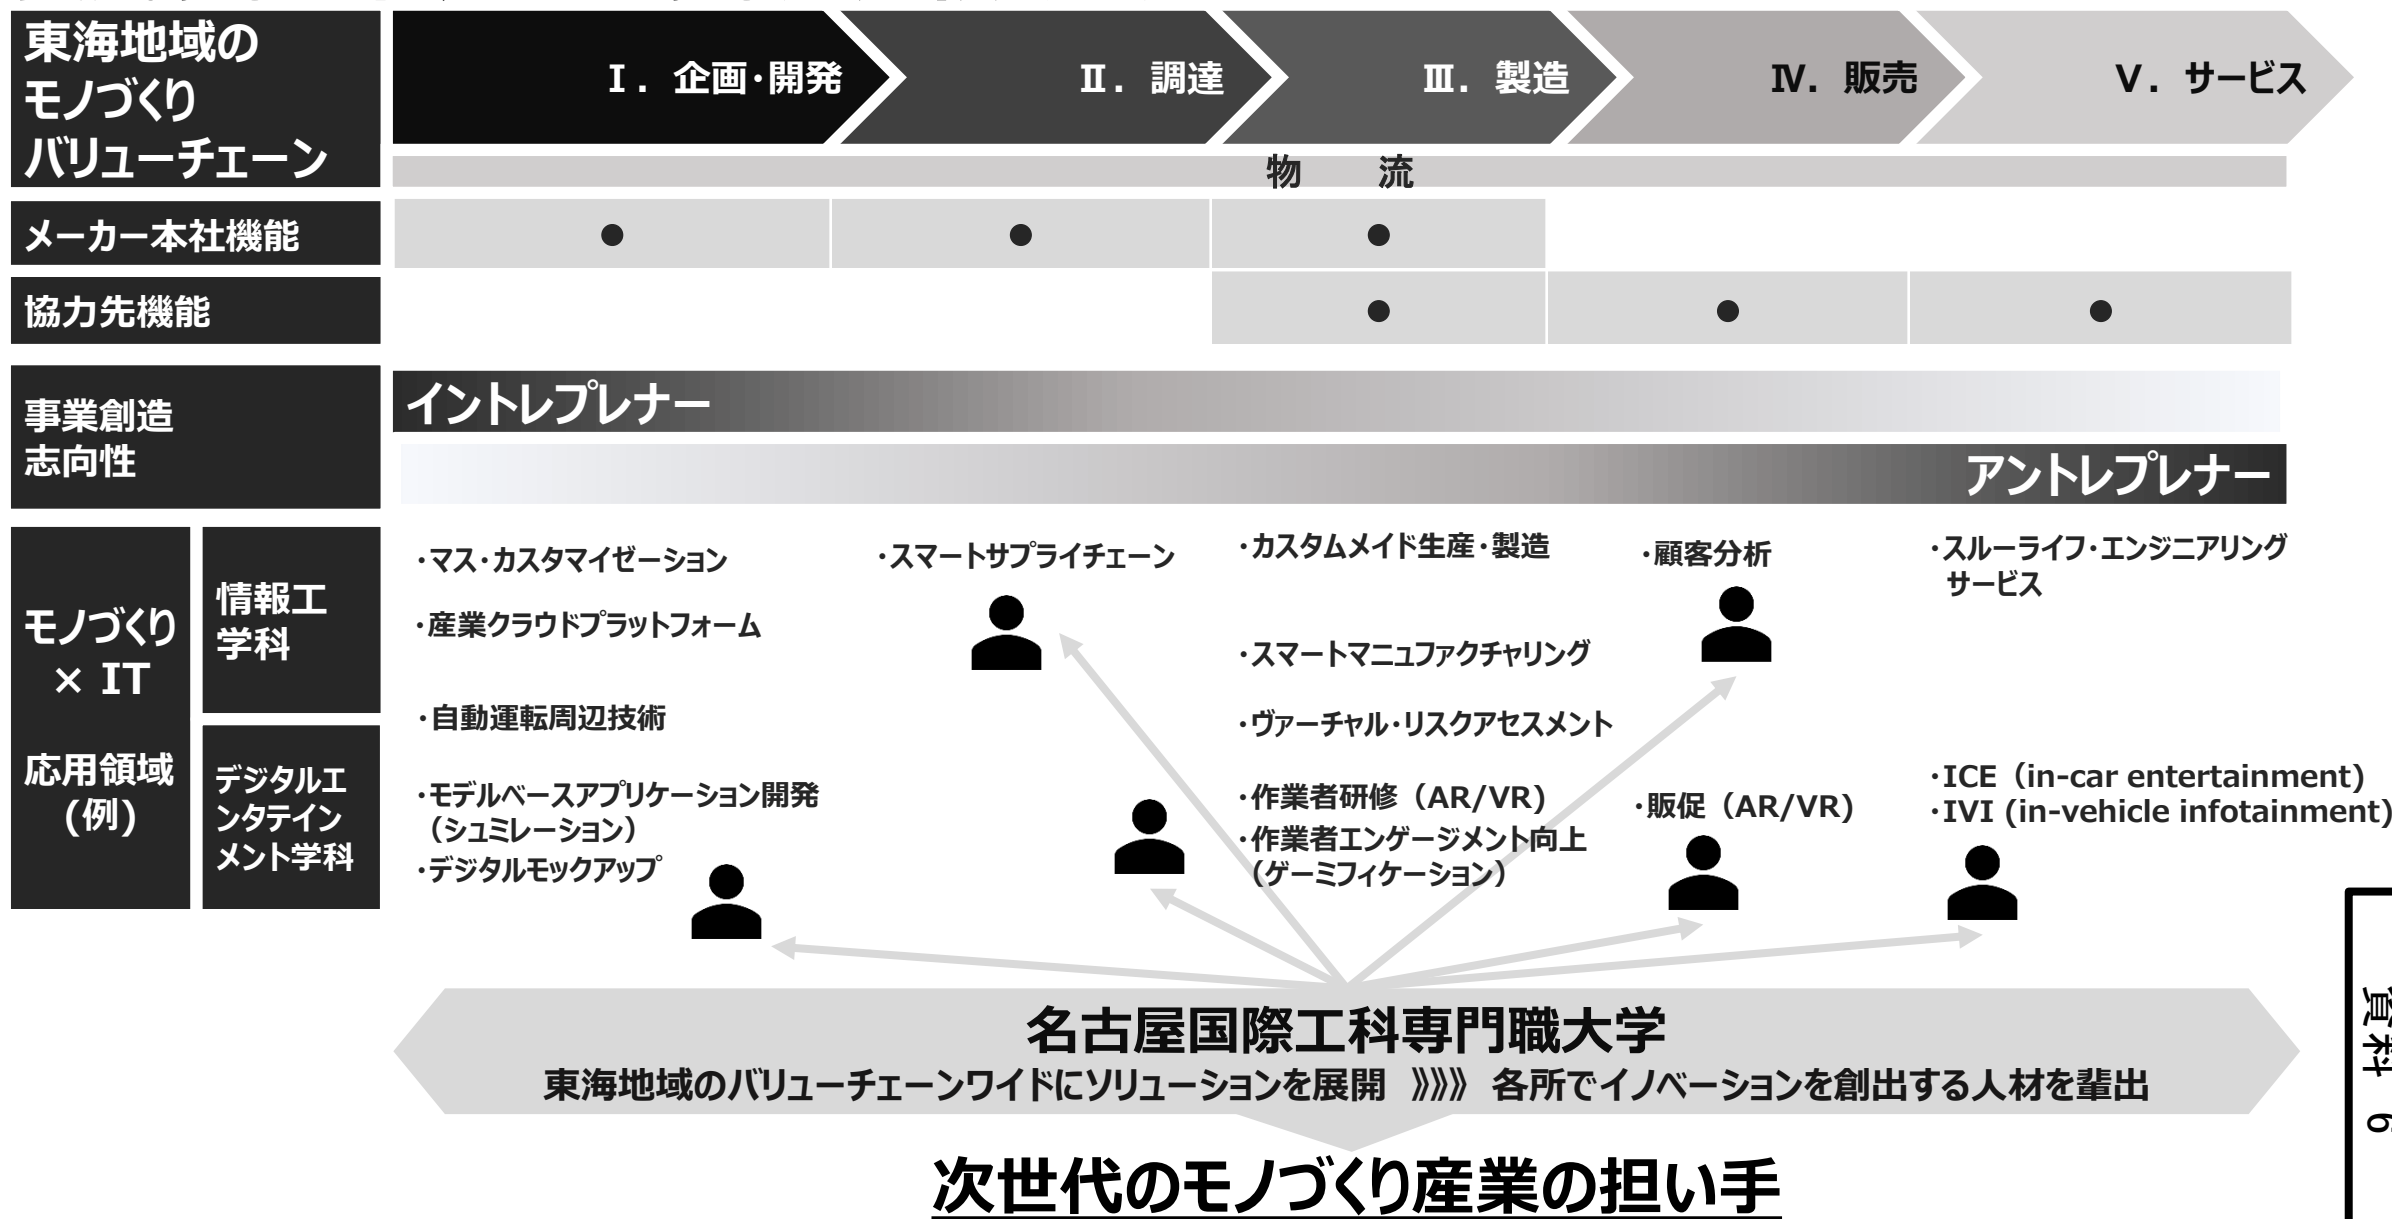 東海地域の
モノづくり
バリューチェーン
Ⅰ. 企画・開発
Ⅱ. 調達
Ⅲ. 製造
Ⅳ. 販売
Ⅴ. サービス
物 流
メーカー本社機能
● ● ●
協力先機能
● ● ●
事業創造
志向性
イントレプレナー
アントレプレナー
モノづくり
× IT
応用領域
(例)
情報工
学科
・マス・カスタマイゼーション
・産業クラウドプラットフォーム
・自動運転周辺技術
・スマートサプライチェーン
・カスタムメイド生産・製造
・スマートマニュファクチャリング
・ヴァーチャル・リスクアセスメント
・顧客分析
・スルーライフ・エンジニアリング
サービス
デジタルエ
ンタテイン
メント学科
・モデルベースアプリケーション開発
（シュミレーション）
・デジタルモックアップ
・作業者研修（AR/VR)
・作業者エンゲージメント向上
（ゲーミフィケーション）
・販促（AR/VR)
・ICE（in-car entertainment)
・IVI (in-vehicle infotainment)
名古屋国際工科専門職大学
東海地域のバリューチェーンワイドにソリューションを展開 》》》 各所でイノベーションを創出する人材を輩出
次世代のモノづくり産業の担い手
資料 6